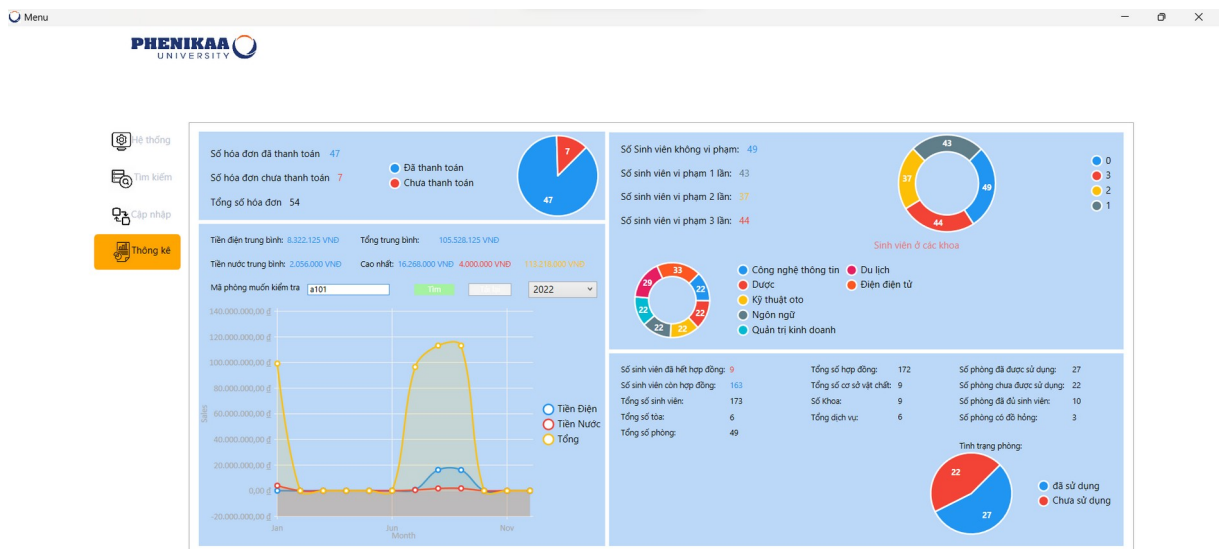 Menu
PHENIKAA
UNIVERSITY
Hệ thống
Tìm kiếm
Cập nhập
Thông kê
Số hóa đơn đã thanh toán 47
Số hóa đơn chưa thanh toán 7
Tổng số hóa đơn 54
Đã thanh toán
Chưa thanh toán
7
47
Tiền điện trung bình: 8.322.125 VNĐ Tổng trung bình: 105.528.125 VNĐ
Tiền nước trung bình: 2.056.000 VNĐ Cao nhất: 16.268.000 VNĐ 4.000.000 VNĐ
Mã phòng muốn kiểm tra a101 Tìm 2022
140.000.000,00 ₫
120.000.000,00 ₫
100.000.000,00 ₫
80.000.000,00 ₫
60.000.000,00 ₫
40.000.000,00 ₫
20.000.000,00 ₫
0,00 ₫
-20.000.000,00 ₫
Sales
Jan Jun Nov
Month
Tiền Điện
Tiền Nước
Tổng
Số Sinh viên không vi phạm: 49
Số sinh viên vi phạm 1 lần: 43
Số sinh viên vi phạm 2 lần: 37
Số sinh viên vi phạm 3 lần: 44
43
37
49
44
0
3
2
1
Sinh viên ở các khoa
33
29
22
22
22
22
22
Công nghệ thông tin Du lịch
Dược Điện điện tử
Kỹ thuật oto
Ngôn ngữ
Quản trị kinh doanh
Số sinh viên đã hết hợp đồng: 9 Tổng số hợp đồng: 172 Số phòng đã được sử dụng: 27
Số sinh viên còn hợp đồng: 163 Tổng số cơ sở vật chất: 9 Số phòng chưa được sử dụng: 22
Tổng số sinh viên: 173 Số Khoa: 9 Số phòng đã đủ sinh viên: 10
Tổng số tòa: 6 Tổng dịch vụ: 6 Số phòng có đồ hỏng: 3
Tổng số phòng: 49
Tình trạng phòng:
22
27
đã sử dụng
Chưa sử dụng